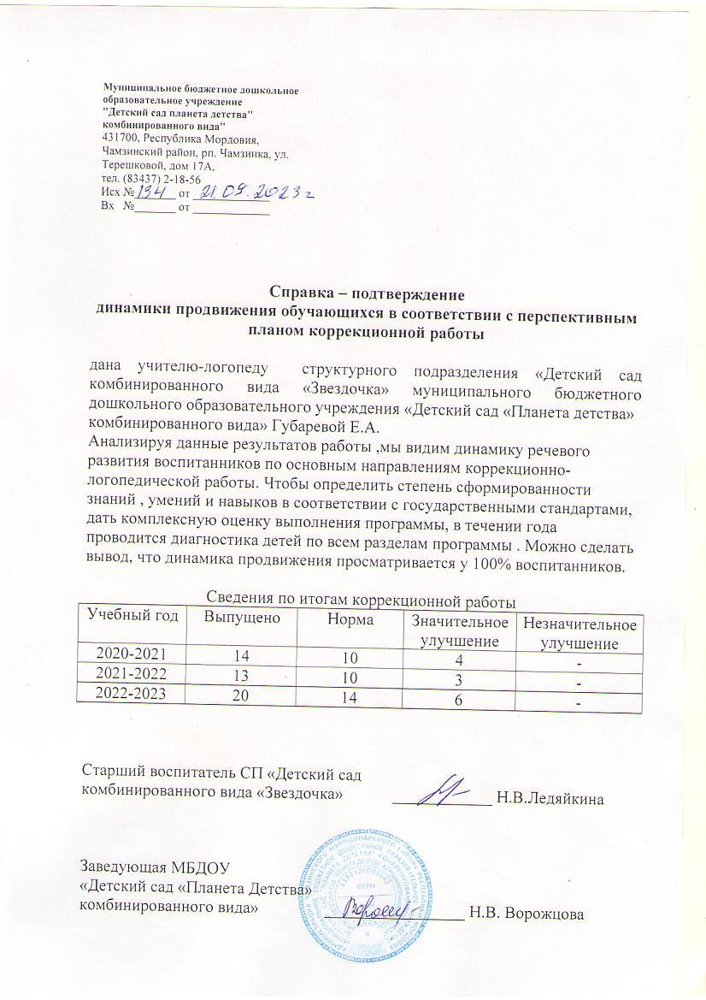 Муниципальное бюджетное дошкольное
образовательное учреждение
"Детский сад планета детства"
комбинированного вида"
431700, Республика Мордовия,
Чамзинский район, рп. Чамзинка, ул.
Терешковой, дом 17А,
тел. (83437) 2-18-56
Исх № 134 от 21.09.2023 г
Вх № от
Справка – подтверждение
динамики продвижения обучающихся в соответствии с перспективным
планом коррекционной работы
дана учителю-логопеду структурного подразделения «Детский сад
комбинированного вида «Звездочка» муниципального бюджетного
дошкольного образовательного учреждения «Детский сад «Планета детства»
комбинированного вида» Губаревой Е.А.
Анализируя данные результатов работы ,мы видим динамику речевого
развития воспитанников по основным направлениям коррекционно-
логопедической работы. Чтобы определить степень сформированности
знаний , умений и навыков в соответствии с государственными стандартами,
дать комплексную оценку выполнения программы, в течении года
проводится диагностика детей по всем разделам программы . Можно сделать
вывод, что динамика продвижения просматривается у 100% воспитанников.
Сведения по итогам коррекционной работы
Учебный год Выпущено Норма Значительное улучшение Незначительное улучшение
2020-2021 14 10 4 -
2021-2022 13 10 3 -
2022-2023 20 14 6 -
Старший воспитатель СП «Детский сад
комбинированного вида «Звездочка» Н.В.Ледяйкина
Заведующая МБДОУ
«Детский сад «Планета Детства»
комбинированного вида» Н.В. Ворожцова
ОГРН